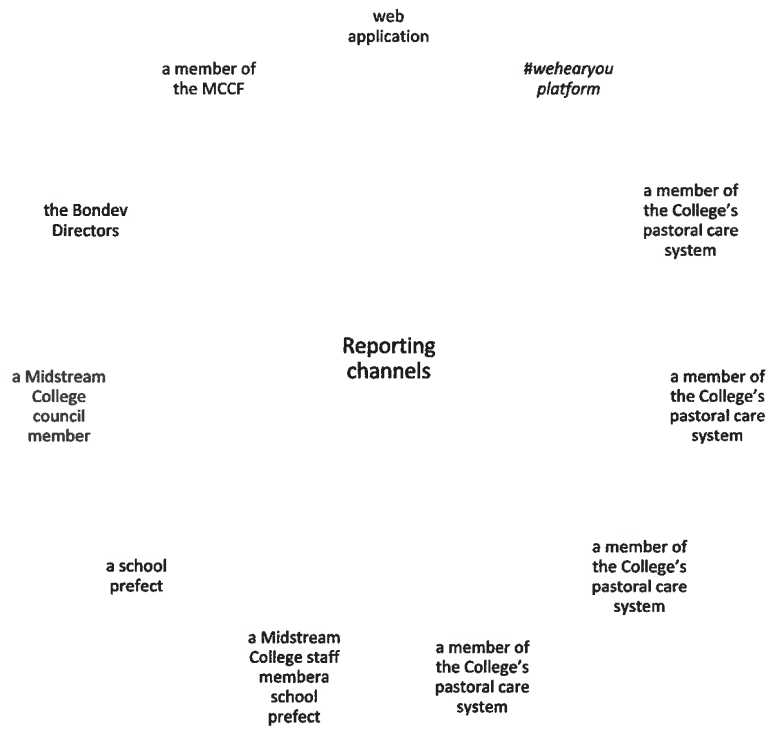 web
application
a member of
the MCCF
#wehearyou
platform
the Bondev
Directors
a member of
the College's
pastoral care
system
Reporting
channels
a Midstream
College
council
member
a member of
the College's
pastoral care
system
a school
prefect
a member of
the College's
pastoral care
system
a Midstream
College staff
membera
school
prefect
a member of
the College's
pastoral care
system